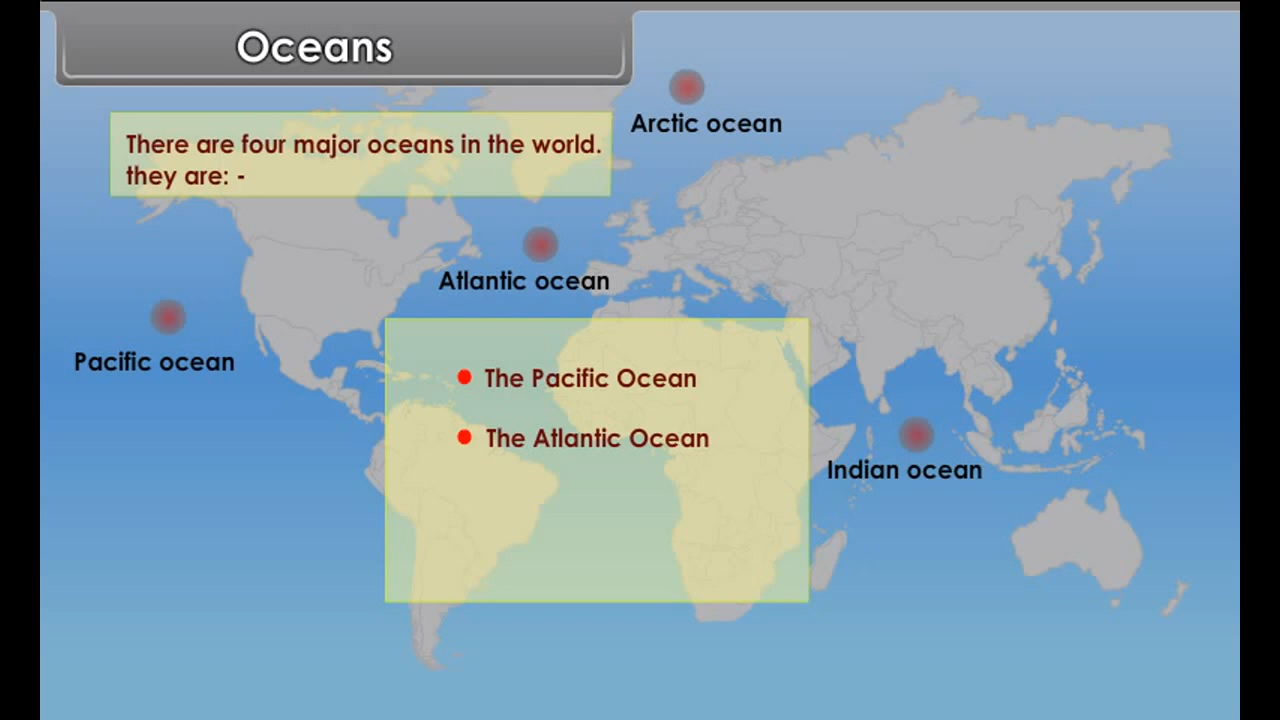 Oceans
Arctic ocean
There are four major oceans in the world.
they are: -
Atlantic ocean
Pacific ocean
The Pacific Ocean
The Atlantic Ocean
Indian ocean